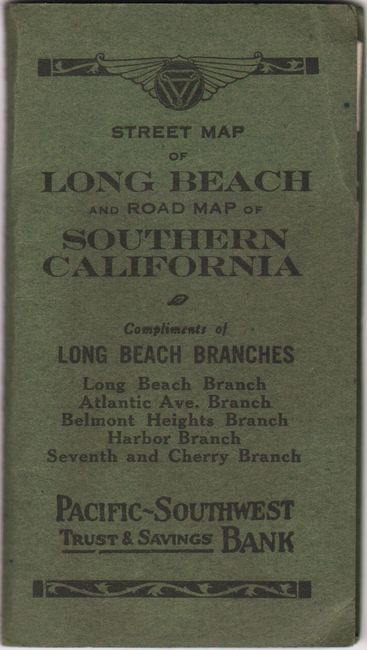 STREET MAP
OF
LONG BEACH
AND ROAD MAP OF
SOUTHERN
CALIFORNIA
Compliments of
LONG BEACH BRANCHES
Long Beach Branch
Atlantic Ave. Branch
Belmont Heights Branch
Harbor Branch
Seventh and Cherry Branch
PACIFIC~SOUTHWEST
TRUST & SAVINGS BANK